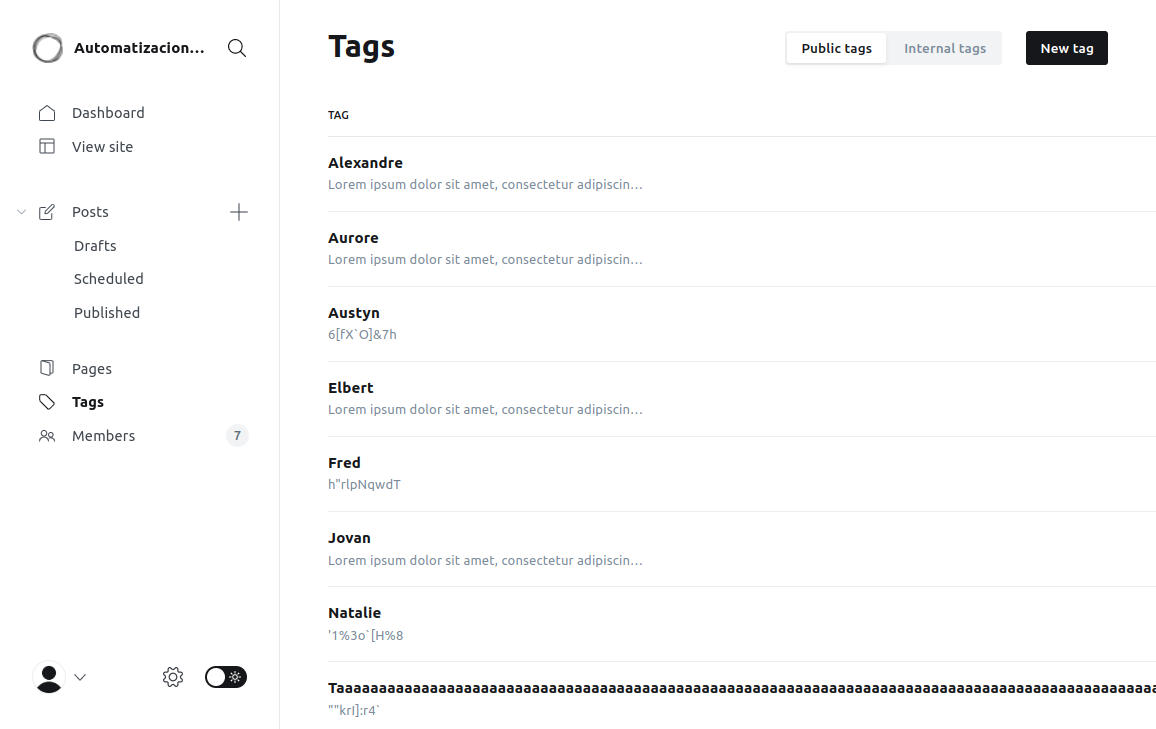 Automatizacion...
Dashboard
View site
Posts
Drafts
Scheduled
Published
Pages
Tags
Members 7
Tags
Public tags Internal tags New tag
TAG
Alexandre
Lorem ipsum dolor sit amet, consectetur adipiscin...
Aurore
Lorem ipsum dolor sit amet, consectetur adipiscin...
Austyn
6[fX`O]&7h
Elbert
Lorem ipsum dolor sit amet, consectetur adipiscin...
Fred
h"rlpNqwdT
Jovan
Lorem ipsum dolor sit amet, consectetur adipiscin...
Natalie
'1%3o`[H%8
Taaaaaaaaaaaaaaaaaaaaaaaaaaaaaaaaaaaaaaaaaaaaaaaaaaaaaaaaaaaaaaaaaaaaaaaaaaaaaaaaaaaaaaaaaaaaaaaaaa
""krI]:r4`